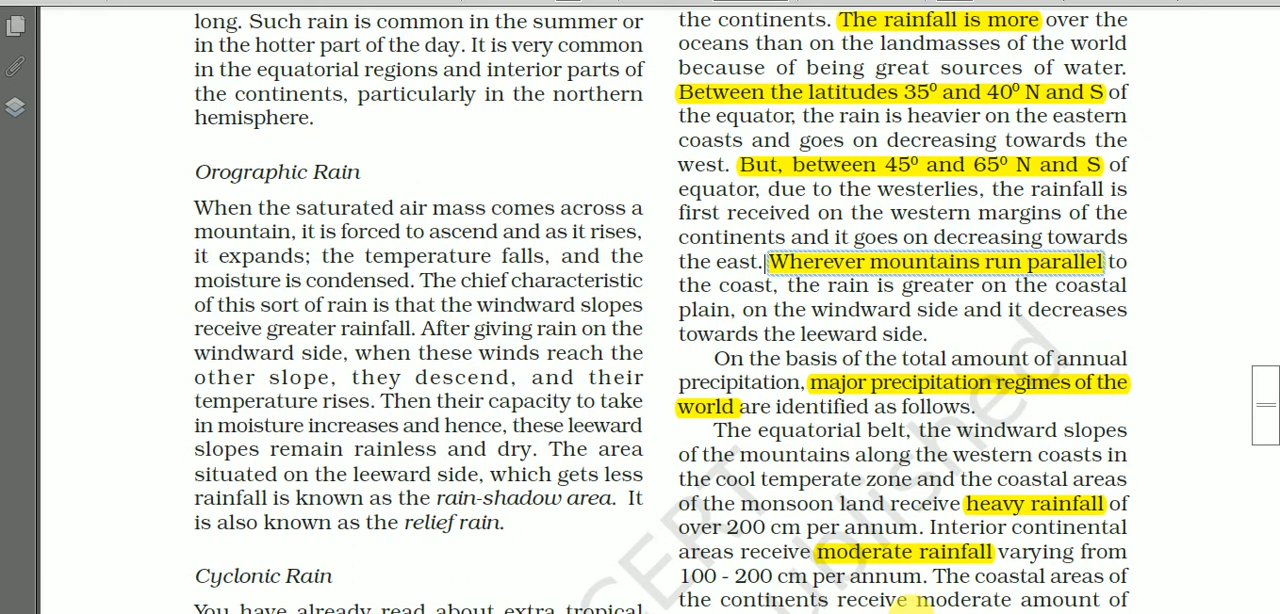 long. Such rain is common in the summer or
in the hotter part of the day. It is very common
in the equatorial regions and interior parts of
the continents, particularly in the northern
hemisphere.
Orographic Rain
When the saturated air mass comes across a
mountain, it is forced to ascend and as it rises,
it expands; the temperature falls, and the
moisture is condensed. The chief characteristic
of this sort of rain is that the windward slopes
receive greater rainfall. After giving rain on the
windward side, when these winds reach the
other slope, they descend, and their
temperature rises. Then their capacity to take
in moisture increases and hence, these leeward
slopes remain rainless and dry. The area
situated on the leeward side, which gets less
rainfall is known as the rain-shadow area. It
is also known as the relief rain.
Cyclonic Rain
You have already read about extra tropical
the continents. The rainfall is more over the
oceans than on the landmasses of the world
because of being great sources of water.
Between the latitudes 35⁰ and 40⁰ N and S of
the equator, the rain is heavier on the eastern
coasts and goes on decreasing towards the
west. But, between 45⁰ and 65⁰ N and S of
equator, due to the westerlies, the rainfall is
first received on the western margins of the
continents and it goes on decreasing towards
the east. Wherever mountains run parallel to
the coast, the rain is greater on the coastal
plain, on the windward side and it decreases
towards the leeward side.
On the basis of the total amount of annual
precipitation, major precipitation regimes of the
world are identified as follows.
The equatorial belt, the windward slopes
of the mountains along the western coasts in
the cool temperate zone and the coastal areas
of the monsoon land receive heavy rainfall of
over 200 cm per annum. Interior continental
areas receive moderate rainfall varying from
100 - 200 cm per annum. The coastal areas of
the continents receive moderate amount of